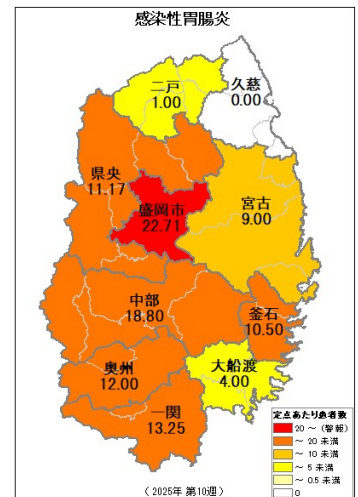 感染性胃腸炎
二戸
1.00
久慈
0.00
県央
11.17
盛岡市
22.71
宮古
9.00
中部
18.80
釜石
10.50
奥州
12.00
大船渡
4.00
一関
13.25
定点あたり患者数
20 ～ (警報)
～ 20 未満
～ 10 未満
～ 5 未満
～ 0.5 未満
0
(2025年 第10週)